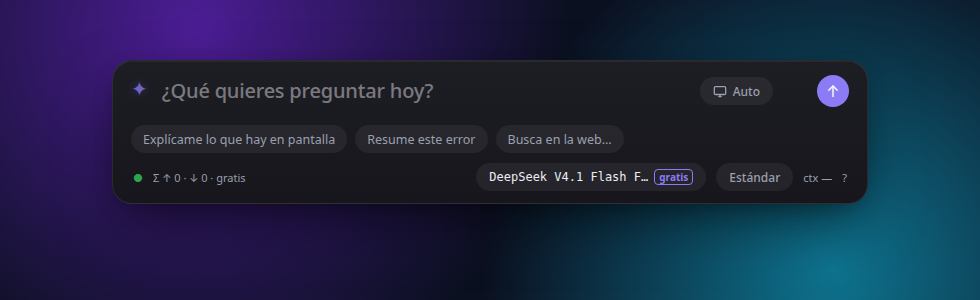 ¿Qué quieres preguntar hoy?
Auto
Explícame lo que hay en pantalla
Resume este error
Busca en la web...
Σ ↑ 0 · ↓ 0 · gratis
DeepSeek V4.1 Flash F… gratis
Estándar
ctx —
?